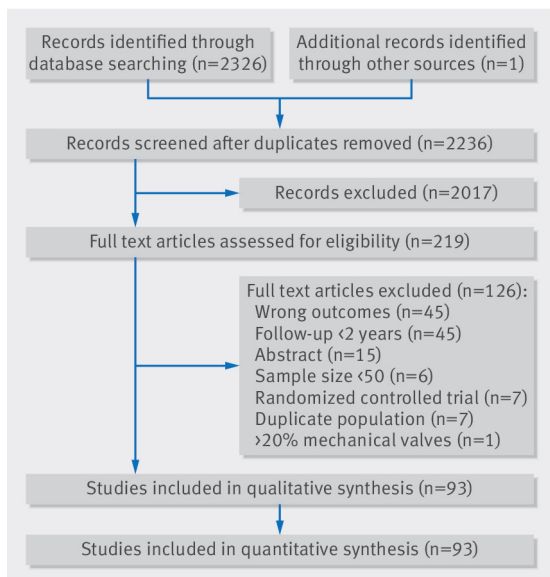 Records identified through
database searching (n=2326)
Additional records identified
through other sources (n=1)
Records screened after duplicates removed (n=2236)
Records excluded (n=2017)
Full text articles assessed for eligibility (n=219)
Full text articles excluded (n=126):
Wrong outcomes (n=45)
Follow-up <2 years (n=45)
Abstract (n=15)
Sample size <50 (n=6)
Randomized controlled trial (n=7)
Duplicate population (n=7)
>20% mechanical valves (n=1)
Studies included in qualitative synthesis (n=93)
Studies included in quantitative synthesis (n=93)